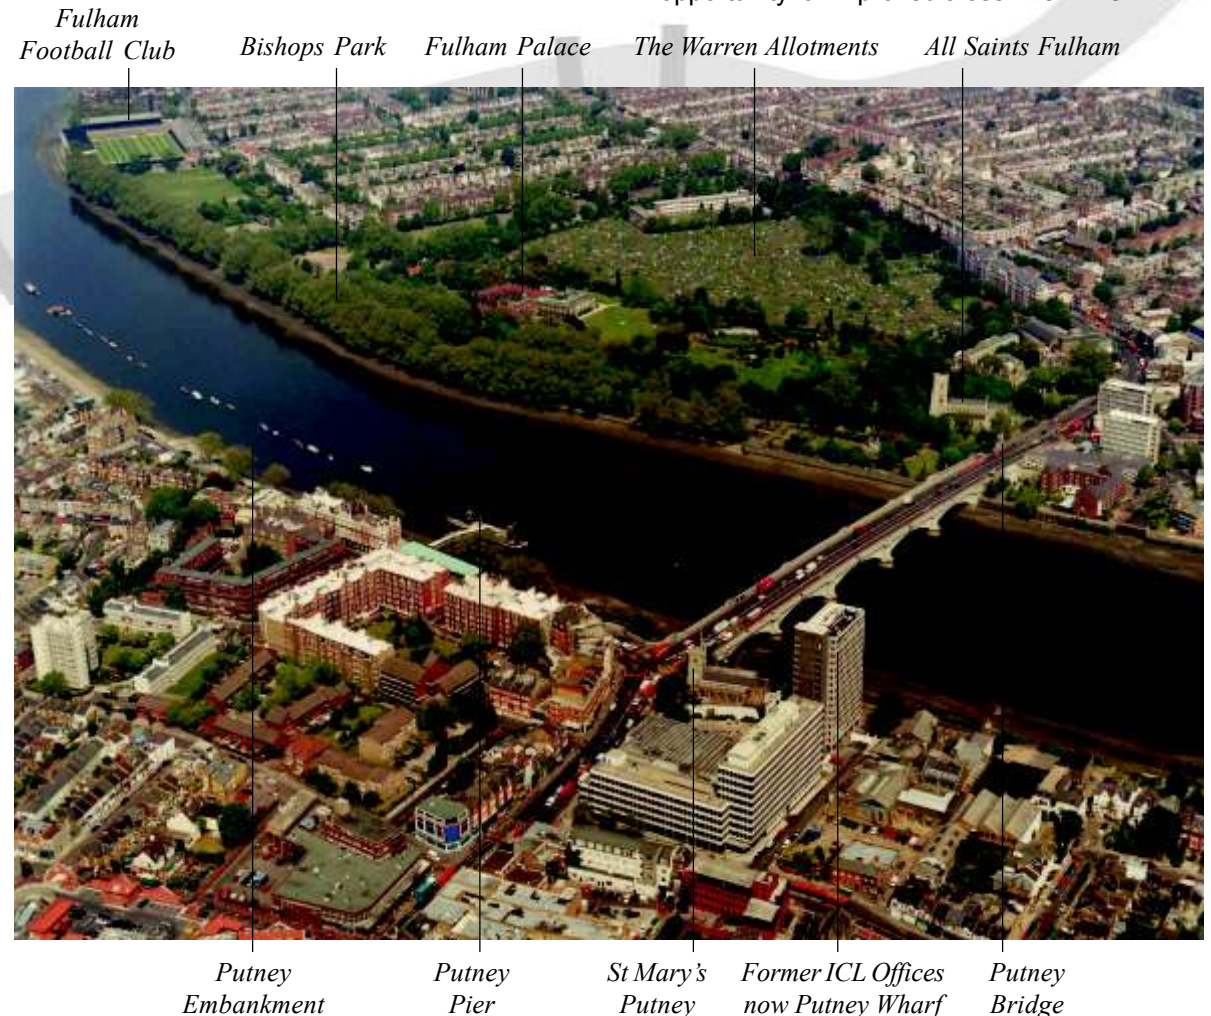 Fulham
Football Club
Bishops Park
Fulham Palace
The Warren Allotments
All Saints Fulham
Putney
Embankment
Putney
Pier
St Mary's
Putney
Former ICL Offices
now Putney Wharf
Putney
Bridge